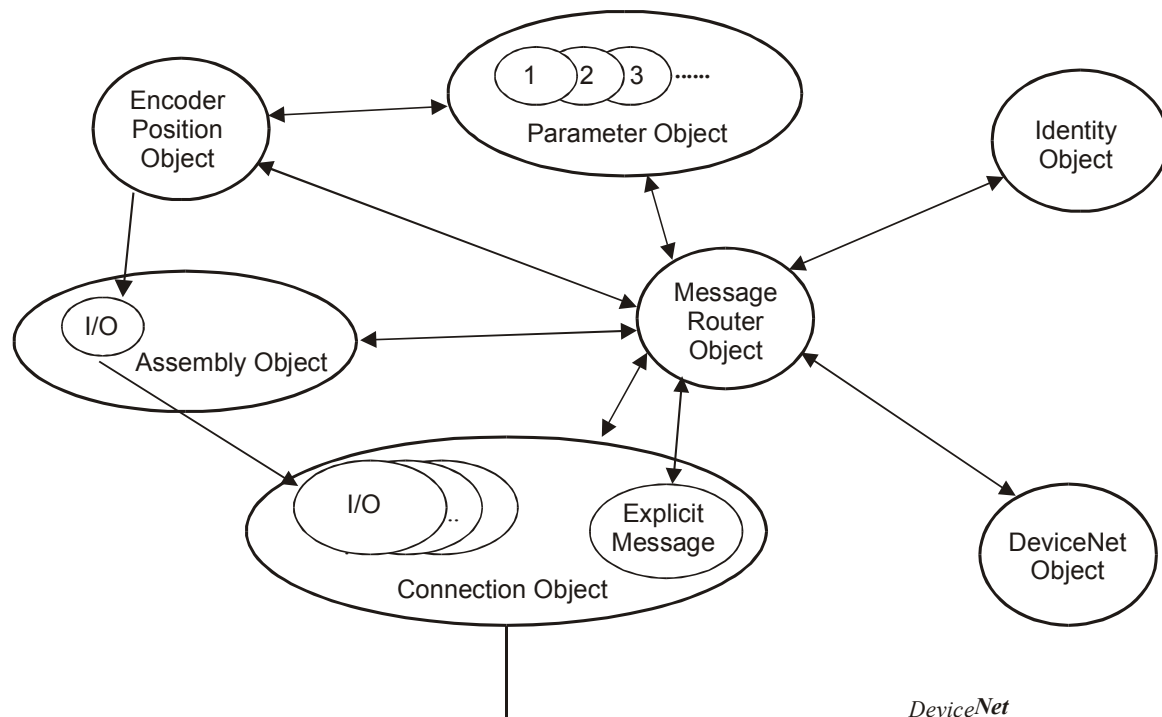 Encoder
Position
Object
1 2 3 ......
Parameter Object
Identity
Object
I/O
Assembly Object
Message
Router
Object
I/O
..
Explicit
Message
Connection Object
DeviceNet
Object
DeviceNet